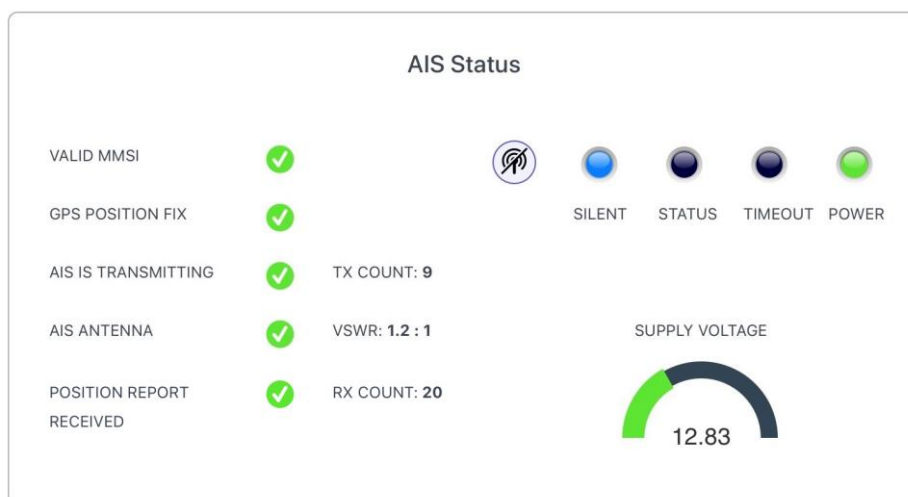 AIS Status
VALID MMSI
GPS POSITION FIX
SILENT STATUS TIMEOUT POWER
AIS IS TRANSMITTING TX COUNT: 9
AIS ANTENNA VSWR: 1.2 : 1
SUPPLY VOLTAGE
POSITION REPORT
RECEIVED
RX COUNT: 20
12.83